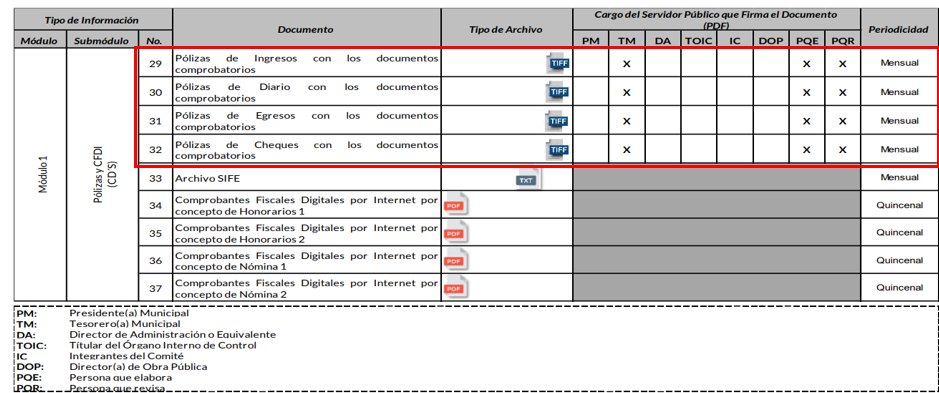 Tipo de Información Documento Tipo de Archivo Cargo del Servidor Público que Firma el Documento (PDF) Periodicidad
Módulo Submódulo No. PM TM DA TOIC IC DOP PQE PQR
Módulo 1
Pólizas y CFDI
(CD´S)
29 Pólizas de Ingresos con los documentos TIFF x x x Mensual
comprobatorios
30 Pólizas de Diario con los documentos TIFF x x x Mensual
comprobatorios
31 Pólizas de Egresos con los documentos TIFF x x x Mensual
comprobatorios
32 Pólizas de Cheques con los documentos TIFF x x x Mensual
comprobatorios
33 Archivo SIFE TXT Mensual
34 Comprobantes Fiscales Digitales por Internet por PDF Quincenal
concepto de Honorarios 1
35 Comprobantes Fiscales Digitales por Internet por PDF Quincenal
concepto de Honorarios 2
36 Comprobantes Fiscales Digitales por Internet por PDF Quincenal
concepto de Nómina 1
37 Comprobantes Fiscales Digitales por Internet por PDF Quincenal
concepto de Nómina 2
PM: Presidente(a) Municipal
TM: Tesorero(a) Municipal
DA: Director de Administración o Equivalente
TOIC: Títular del Órgano Interno de Control
IC Integrantes del Comité
DOP: Director(a) de Obra Pública
PQE: Persona que elabora
PQR: Persona que revisa